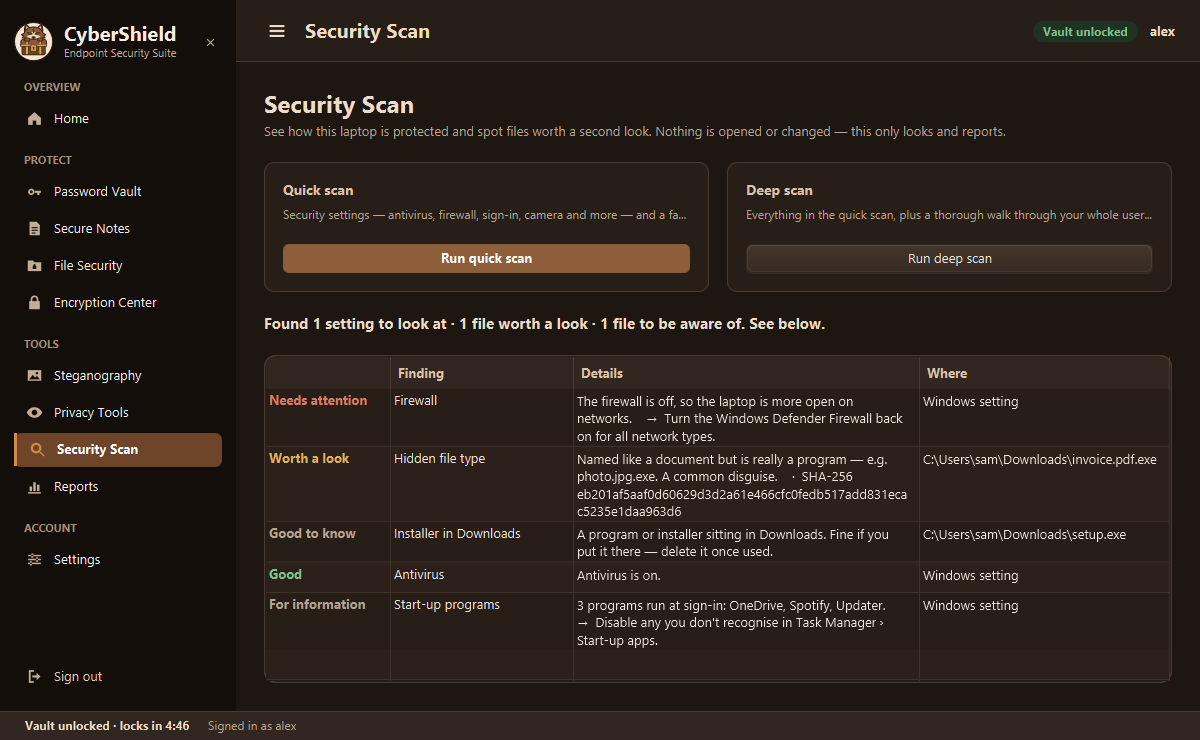 CyberShield
Endpoint Security Suite
×
OVERVIEW
Home
PROTECT
Password Vault
Secure Notes
File Security
Encryption Center
TOOLS
Steganography
Privacy Tools
Security Scan
Reports
ACCOUNT
Settings
Sign out
Security Scan
Vault unlocked
alex
Security Scan
See how this laptop is protected and spot files worth a second look. Nothing is opened or changed — this only looks and reports.
Quick scan
Security settings — antivirus, firewall, sign-in, camera and more — and a fa...
Run quick scan
Deep scan
Everything in the quick scan, plus a thorough walk through your whole user...
Run deep scan
Found 1 setting to look at · 1 file worth a look · 1 file to be aware of. See below.
Finding Details Where
Needs attention
Firewall
The firewall is off, so the laptop is more open on
networks. → Turn the Windows Defender Firewall back
on for all network types.
Windows setting
Worth a look
Hidden file type
Named like a document but is really a program — e.g.
photo.jpg.exe. A common disguise. · SHA-256
eb201af5aaf0d60629d3d2a61e466cfc0fedb517add831eca
c5235e1daa963d6
C:\Users\sam\Downloads\invoice.pdf.exe
Good to know
Installer in Downloads
A program or installer sitting in Downloads. Fine if you
put it there — delete it once used.
C:\Users\sam\Downloads\setup.exe
Good
Antivirus
Antivirus is on.
Windows setting
For information
Start-up programs
3 programs run at sign-in: OneDrive, Spotify, Updater.
→ Disable any you don't recognise in Task Manager ›
Start-up apps.
Windows setting
Vault unlocked · locks in 4:46
Signed in as alex